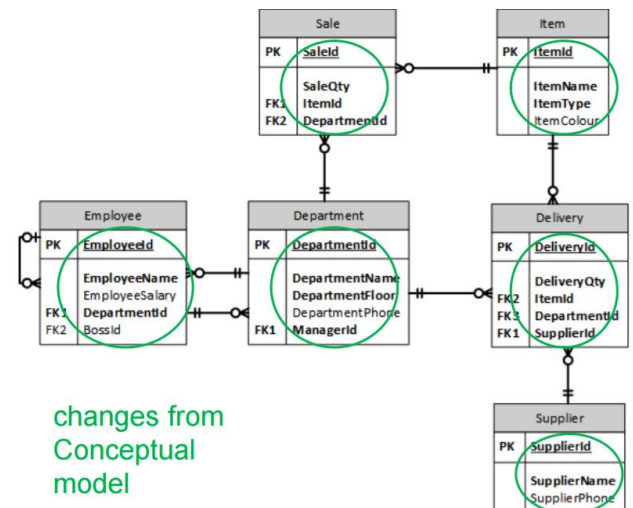 Sale
PK SaleId
SaleQty
FK1 ItemId
FK2 DepartmentId
Item
PK ItemId
ItemName
ItemType
ItemColour
Employee
PK EmployeeId
EmployeeName
EmployeeSalary
FK1 DepartmentId
FK2 BossId
Department
PK DepartmentId
DepartmentName
DepartmentFloor
DepartmentPhone
FK1 ManagerId
Delivery
PK DeliveryId
DeliveryQty
FK2 ItemId
FK3 DepartmentId
FK1 SupplierId
Supplier
PK SupplierId
SupplierName
SupplierPhone
changes from
Conceptual
model